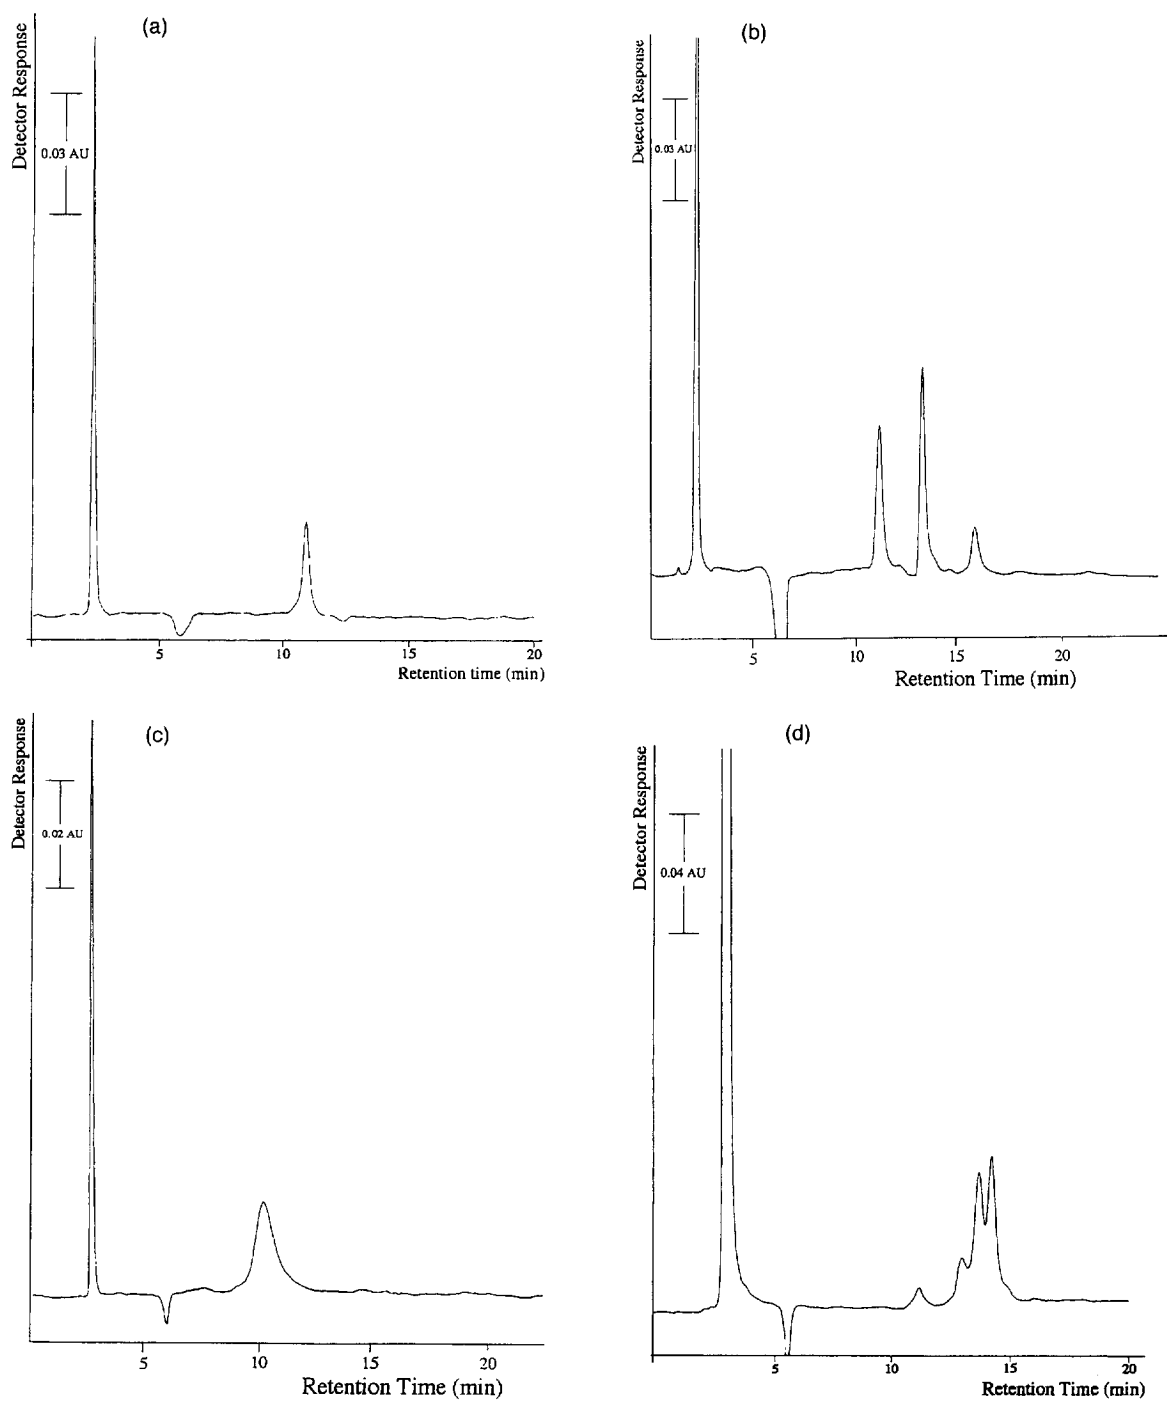 (a)
Detector Response
0.03 AU
5
10
15
20
Retention time (min)
(b)
Detector Response
0.03 AU
5
10
15
20
Retention Time (min)
(c)
Detector Response
0.02 AU
5
10
15
20
Retention Time (min)
(d)
Detector Response
0.04 AU
5
10
15
20
Retention Time (min)